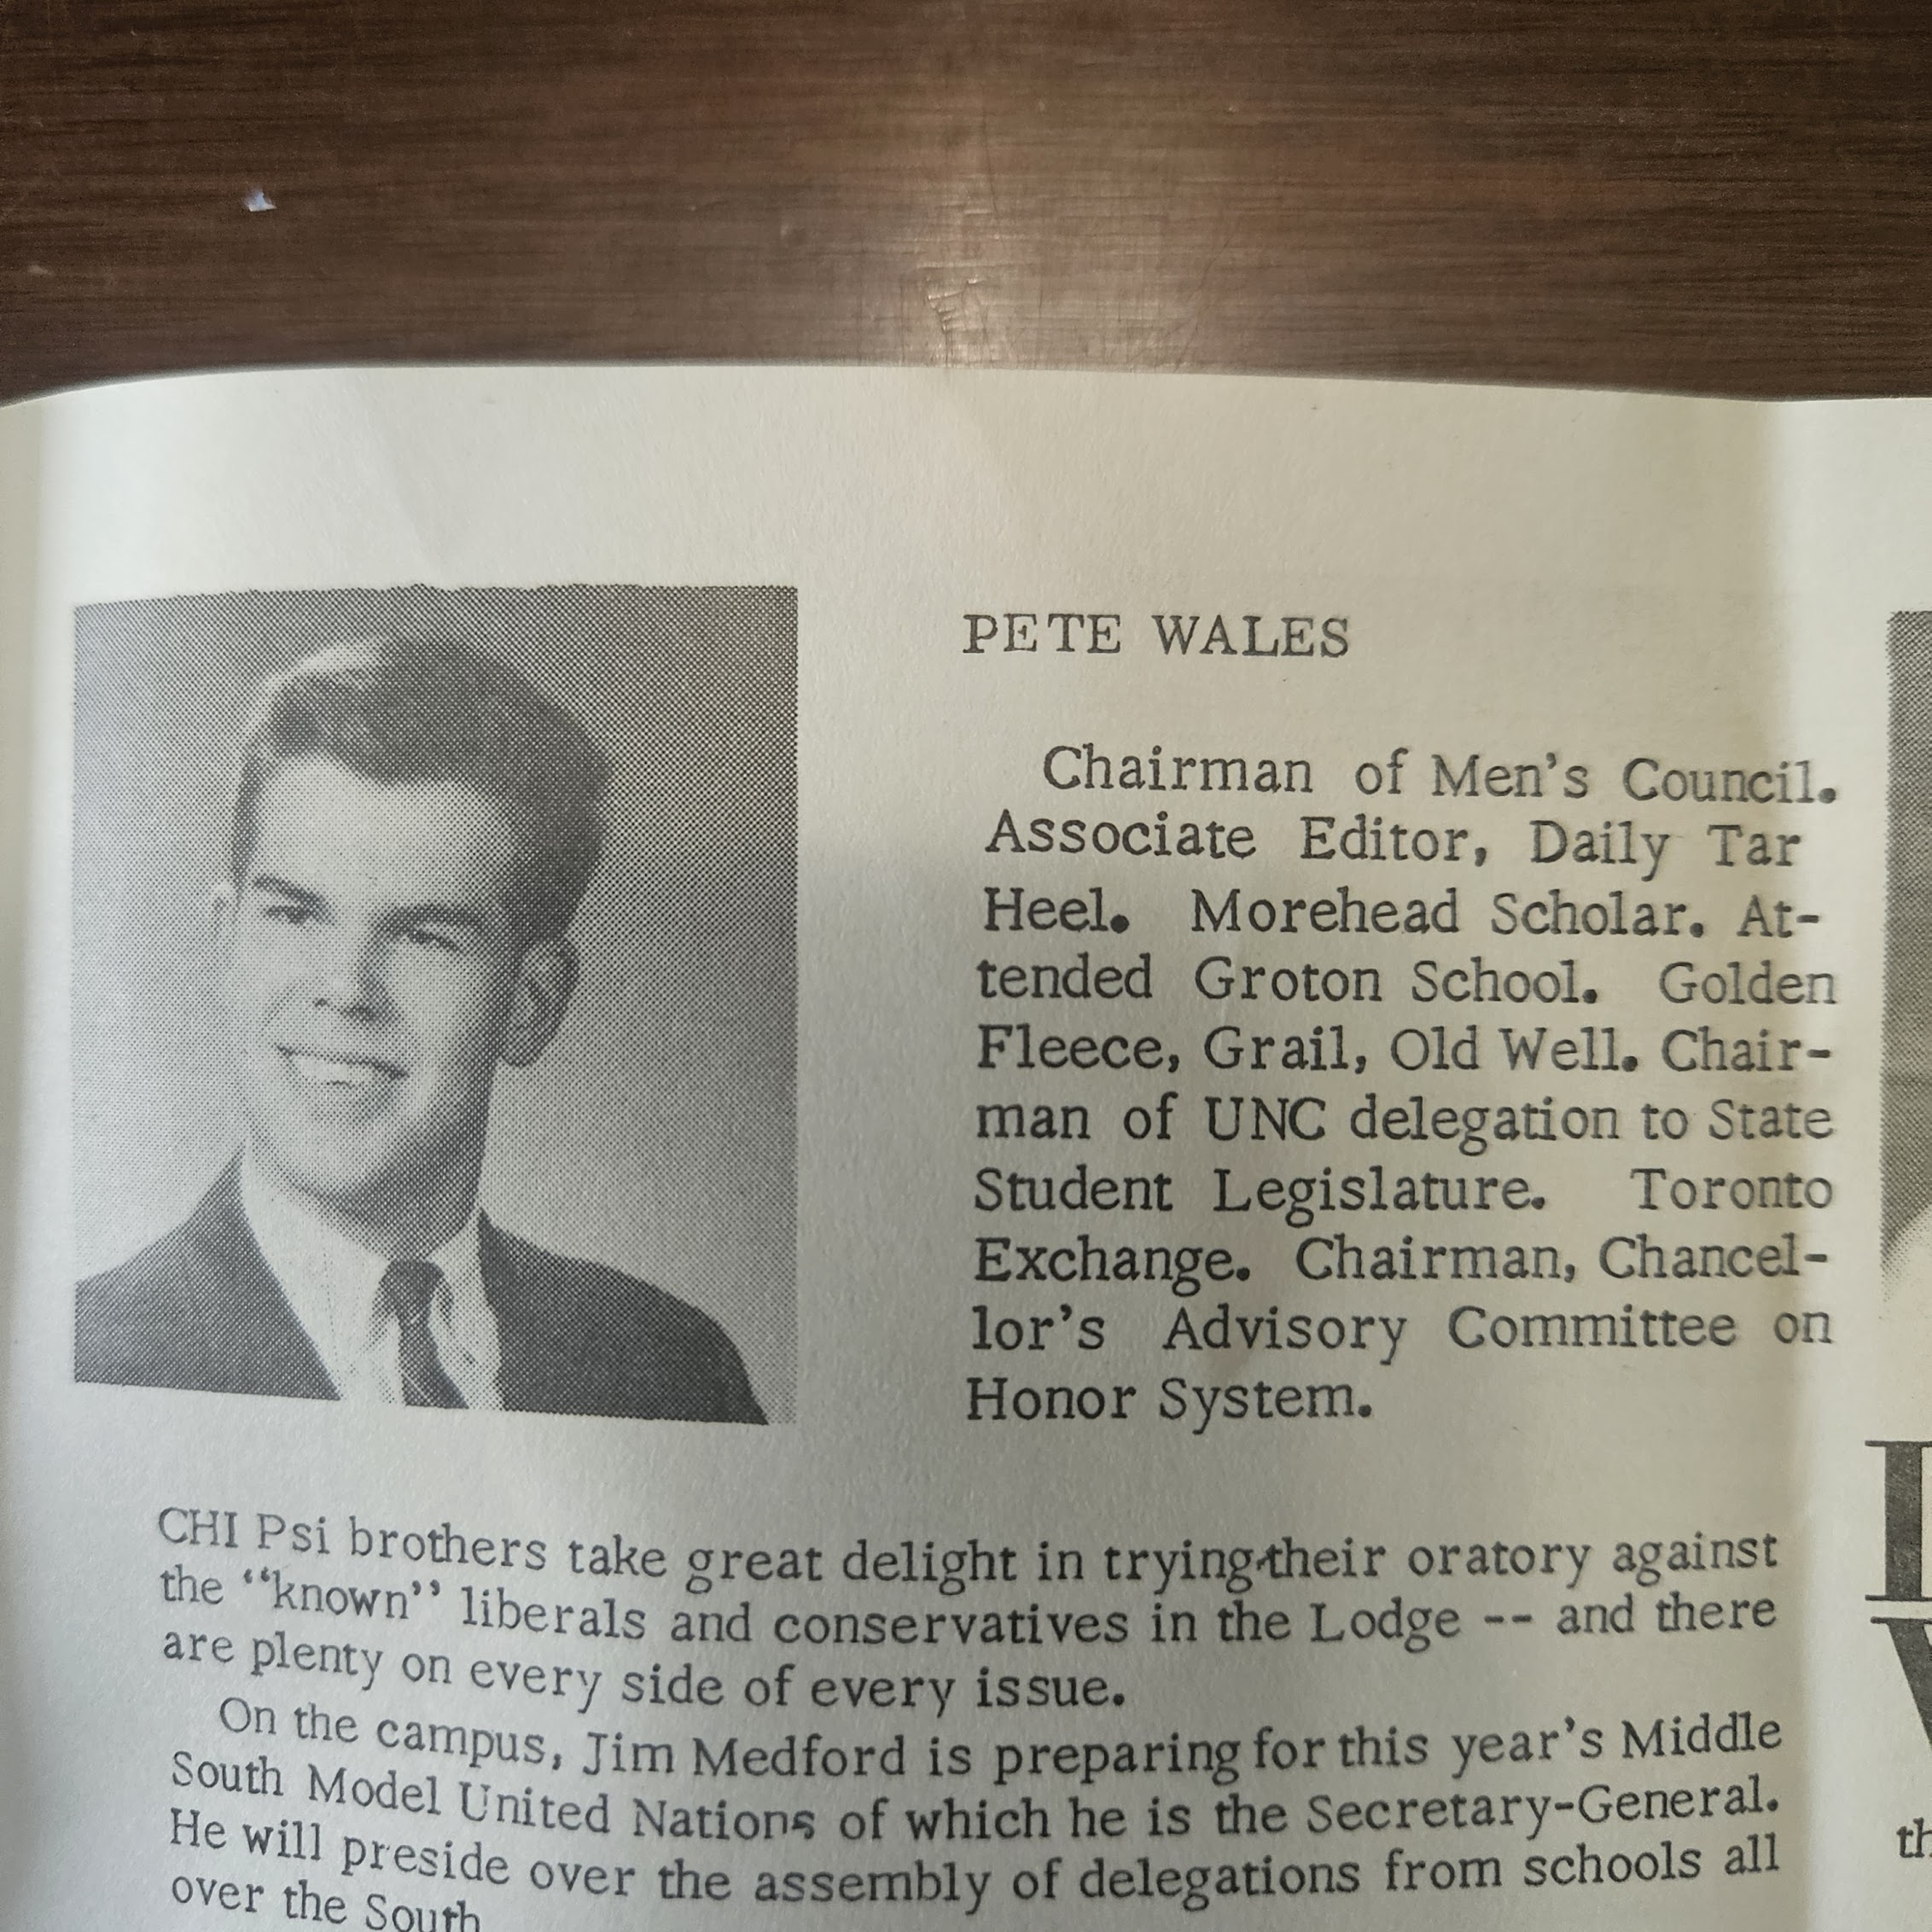 PETE WALES
Chairman of Men's Council.
Associate Editor, Daily Tar
Heel. Morehead Scholar. At-
tended Groton School. Golden
Fleece, Grail, Old Well. Chair-
man of UNC delegation to State
Student Legislature. Toronto
Exchange. Chairman, Chancel-
lor's Advisory Committee on
Honor System.
CHI Psi brothers take great delight in trying their oratory against
the "known" liberals and conservatives in the Lodge -- and there
are plenty on every side of every issue.
On the campus, Jim Medford is preparing for this year's Middle
South Model United Nations of which he is the Secretary-General.
He will preside over the assembly of delegations from schools all
over the South